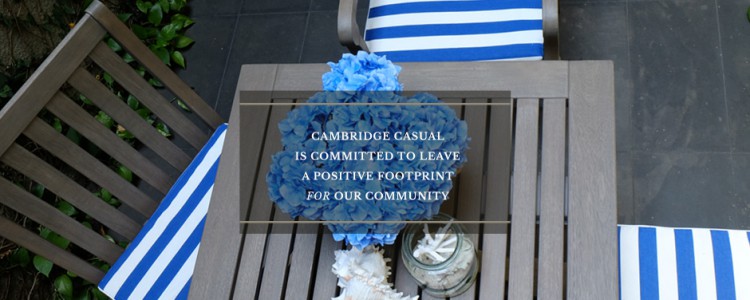 CAMBRIDGE CASUAL
IS COMMITTED TO LEAVE
A POSITIVE FOOTPRINT
FOR OUR COMMUNITY